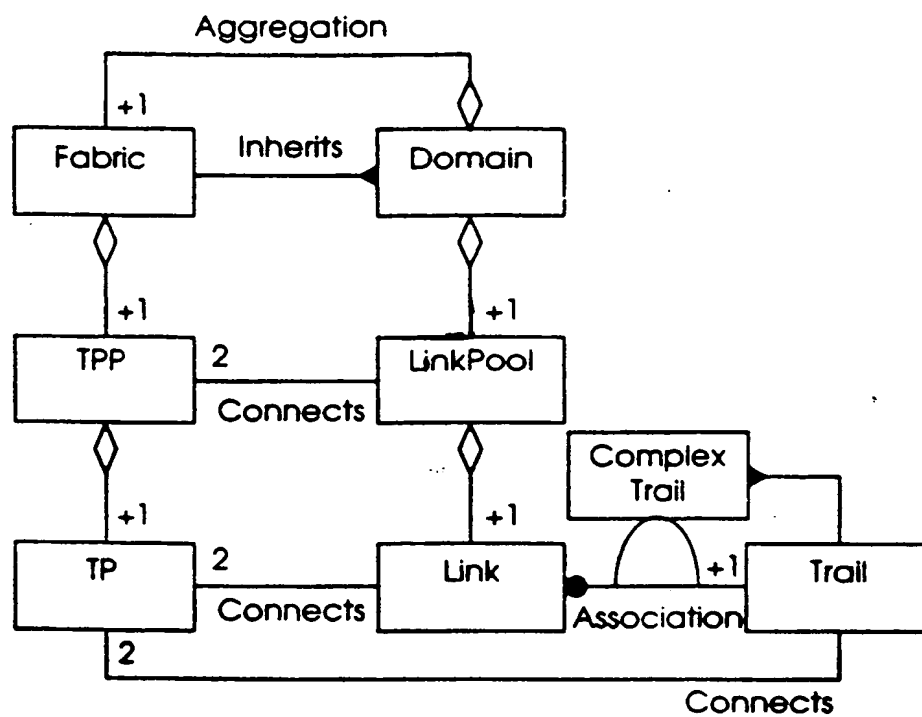 Aggregation
+1
Fabric
Inherits
Domain
+1
+1
TPP
2
LinkPool
Connects
Complex
Trail
+1
+1
TP
2
Link
+1
Trail
Connects
Association
2
Connects